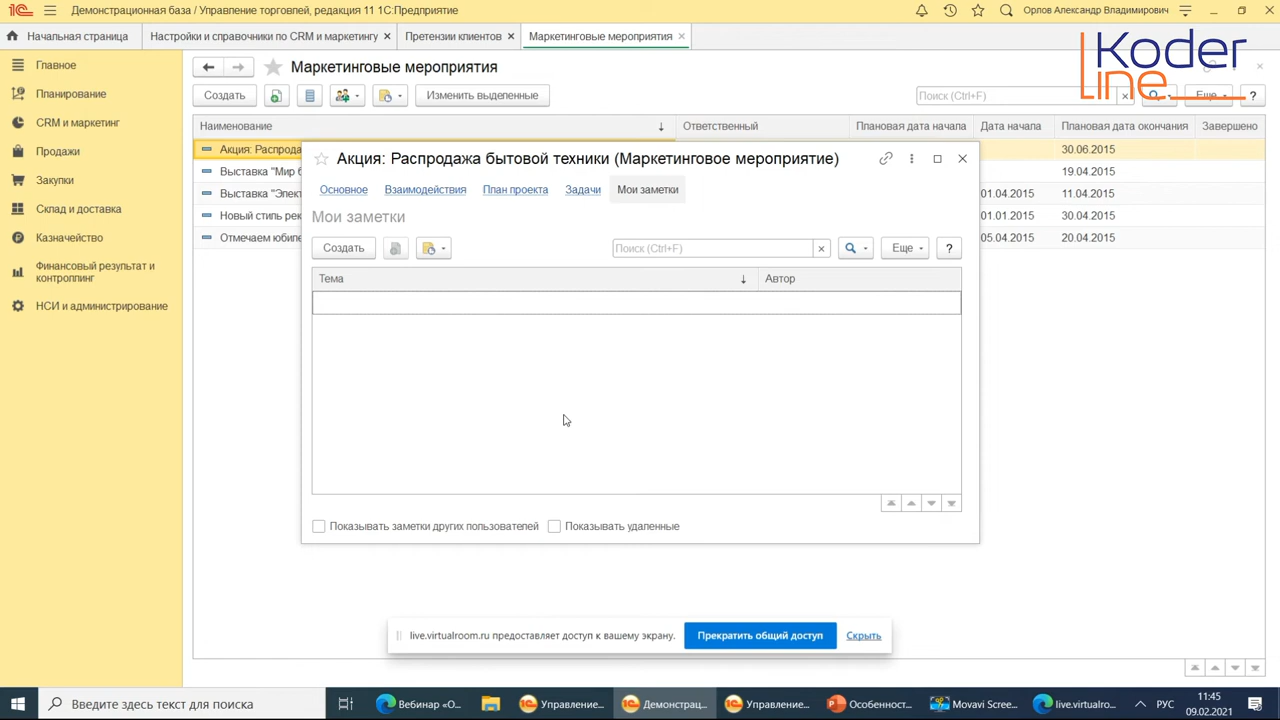 Демонстрационная база / Управление торговлей, редакция 11 1С:Предприятие
Орлов Александр Владимирович
Начальная страница
Настройки и справочники по CRM и маркетингу
Претензии клиентов
Маркетинговые мероприятия
Koder
Line
Главное
Планирование
CRM и маркетинг
Продажи
Закупки
Склад и доставка
Казначейство
Финансовый результат и
контроллинг
НСИ и администрирование
Маркетинговые мероприятия
Создать
Изменить выделенные
Поиск (Ctrl+F)
Еще
?
Наименование
Ответственный
Плановая дата начала
Дата начала
Плановая дата окончания
Завершено
Акция: Распрода
30.06.2015
Выставка "Мир б
19.04.2015
Выставка "Элект
01.04.2015
11.04.2015
Новый стиль рек
01.01.2015
30.04.2015
Отмечаем юбиле
05.04.2015
20.04.2015
Акция: Распродажа бытовой техники (Маркетинговое мероприятие)
Основное
Взаимодействия
План проекта
Задачи
Мои заметки
Мои заметки
Создать
Поиск (Ctrl+F)
Еще
?
Тема
Автор
Показывать заметки других пользователей
Показывать удаленные
live.virtualroom.ru предоставляет доступ к вашему экрану.
Прекратить общий доступ
Скрыть
Введите здесь текст для поиска
Вебинар «О...
Управление...
Демонстрац...
Управление...
Особенност...
Movavi Scree...
live.virtualro...
РУС
11:45
09.02.2021